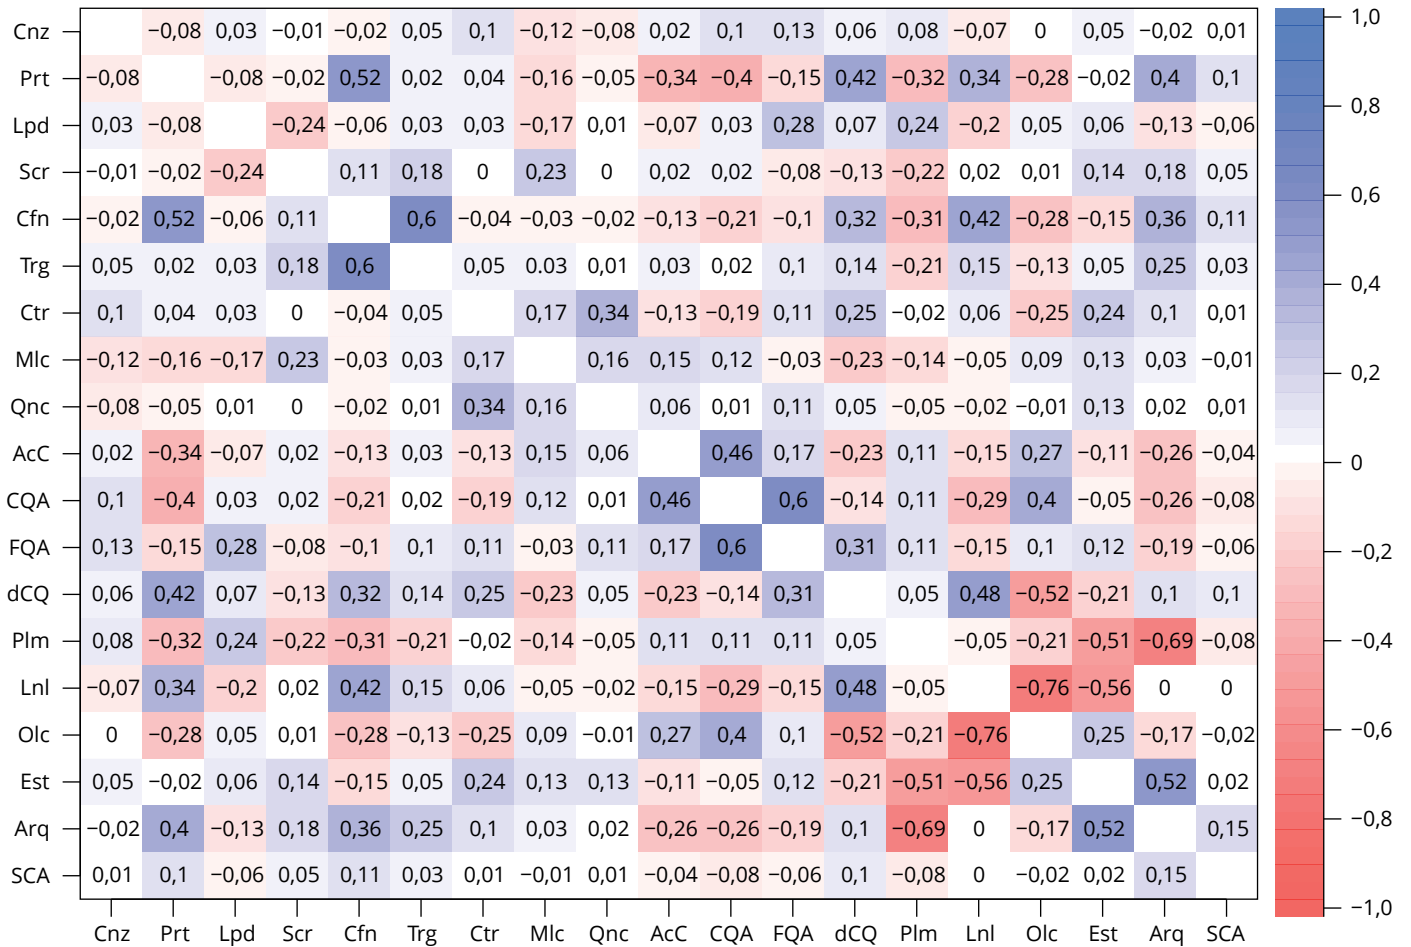 Cnz −0,08 0,03 −0,01 −0,02 0,05 0,1 −0,12 −0,08 0,02 0,1 0,13 0,06 0,08 −0,07 0 0,05 −0,02 0,01 1,0
Prt −0,08 −0,08 −0,02 0,52 0,02 0,04 −0,16 −0,05 −0,34 −0,4 −0,15 0,42 −0,32 0,34 −0,28 −0,02 0,4 0,1 0,8
Lpd 0,03 −0,08 −0,24 −0,06 0,03 0,03 −0,17 0,01 −0,07 0,03 0,28 0,07 0,24 −0,2 0,05 0,06 −0,13 −0,06
Scr −0,01 −0,02 −0,24 0,11 0,18 0 0,23 0 0,02 0,02 −0,08 −0,13 −0,22 0,02 0,01 0,14 0,18 0,05 0,6
Cfn −0,02 0,52 −0,06 0,11 0,6 −0,04 −0,03 −0,02 −0,13 −0,21 −0,1 0,32 −0,31 0,42 −0,28 −0,15 0,36 0,11
Trg 0,05 0,02 0,03 0,18 0,6 0,05 0.03 0,01 0,03 0,02 0,1 0,14 −0,21 0,15 −0,13 0,05 0,25 0,03 0,4
Ctr 0,1 0,04 0,03 0 −0,04 0,05 0,17 0,34 −0,13 −0,19 0,11 0,25 −0,02 0,06 −0,25 0,24 0,1 0,01
Mlc −0,12 −0,16 −0,17 0,23 −0,03 0,03 0,17 0,16 0,15 0,12 −0,03 −0,23 −0,14 −0,05 0,09 0,13 0,03 −0,01 0,2
Qnc −0,08 −0,05 0,01 0 −0,02 0,01 0,34 0,16 0,06 0,01 0,11 0,05 −0,05 −0,02 −0,01 0,13 0,02 0,01
AcC 0,02 −0,34 −0,07 0,02 −0,13 0,03 −0,13 0,15 0,06 0,46 0,17 −0,23 0,11 −0,15 0,27 −0,11 −0,26 −0,04 0
CQA 0,1 −0,4 0,03 0,02 −0,21 0,02 −0,19 0,12 0,01 0,46 0,6 −0,14 0,11 −0,29 0,4 −0,05 −0,26 −0,08
FQA 0,13 −0,15 0,28 −0,08 −0,1 0,1 0,11 −0,03 0,11 0,17 0,6 0,31 0,11 −0,15 0,1 0,12 −0,19 −0,06 −0,2
dCQ 0,06 0,42 0,07 −0,13 0,32 0,14 0,25 −0,23 0,05 −0,23 −0,14 0,31 0,05 0,48 −0,52 −0,21 0,1 0,1
Plm 0,08 −0,32 0,24 −0,22 −0,31 −0,21 −0,02 −0,14 −0,05 0,11 0,11 0,11 0,05 −0,05 −0,21 −0,51 −0,69 −0,08 −0,4
Lnl −0,07 0,34 −0,2 0,02 0,42 0,15 0,06 −0,05 −0,02 −0,15 −0,29 −0,15 0,48 −0,05 −0,76 −0,56 0 0
Olc 0 −0,28 0,05 0,01 −0,28 −0,13 −0,25 0,09 −0.01 0,27 0,4 0,1 −0,52 −0,21 −0,76 0,25 −0,17 −0,02 −0,6
Est 0,05 −0,02 0,06 0,14 −0,15 0,05 0,24 0,13 0,13 −0,11 −0,05 0,12 −0,21 −0,51 −0,56 0,25 0,52 0,02
Arq −0,02 0,4 −0,13 0,18 0,36 0,25 0,1 0,03 0,02 −0,26 −0,26 −0,19 0,1 −0,69 0 −0,17 0,52 0,15 −0,8
SCA 0,01 0,1 −0,06 0,05 0,11 0,03 0,01 −0,01 0,01 −0,04 −0,08 −0,06 0,1 −0,08 0 −0,02 0,02 0,15
−1,0
Cnz Prt Lpd Scr Cfn Trg Ctr Mlc Qnc AcC CQA FQA dCQ Plm Lnl Olc Est Arq SCA